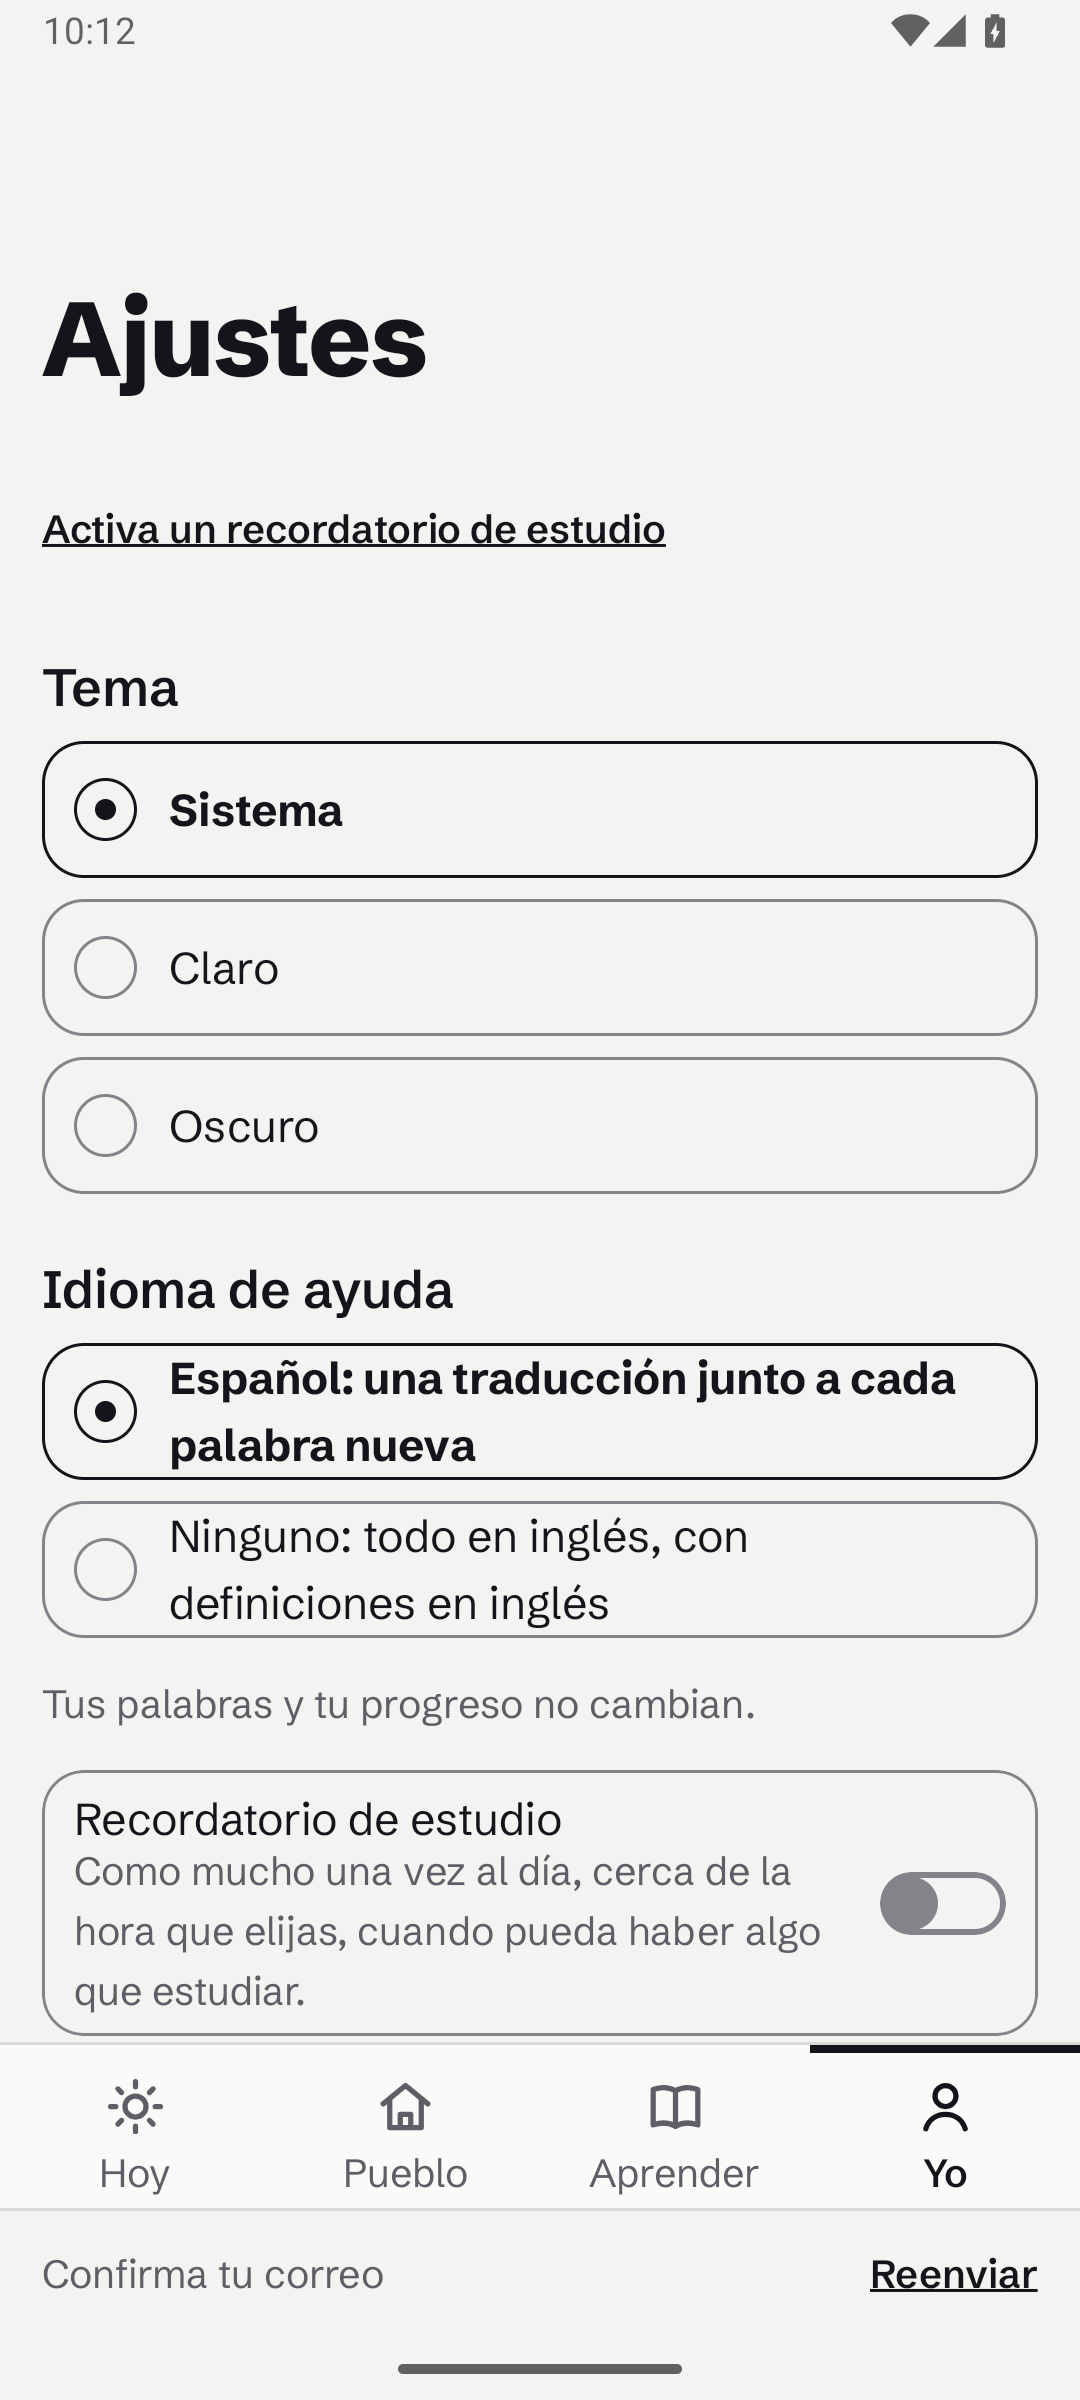 10:12
Ajustes
Activa un recordatorio de estudio
Tema
Sistema
Claro
Oscuro
Idioma de ayuda
Español: una traducción junto a cada
palabra nueva
Ninguno: todo en inglés, con
definiciones en inglés
Tus palabras y tu progreso no cambian.
Recordatorio de estudio
Como mucho una vez al día, cerca de la
hora que elijas, cuando pueda haber algo
que estudiar.
Hoy
Pueblo
Aprender
Yo
Confirma tu correo
Reenviar